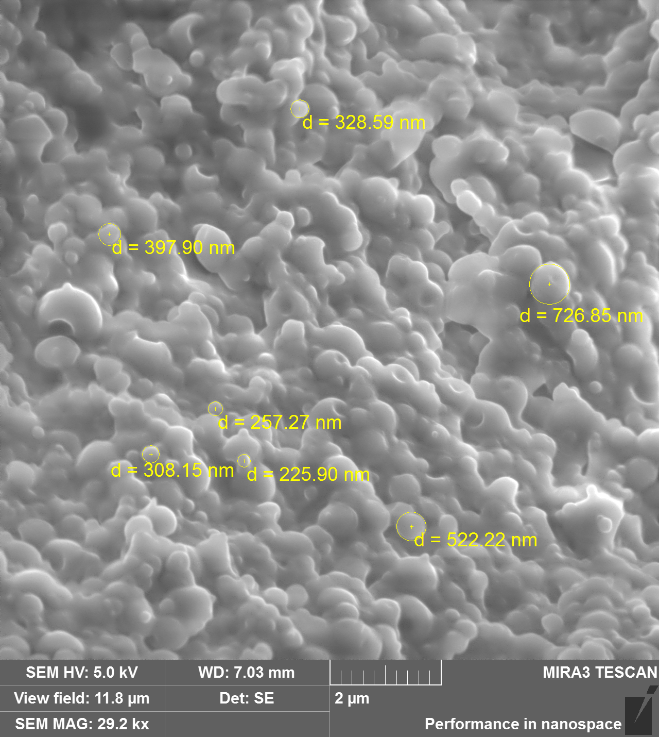 d = 328.59 nm
d = 397.90 nm
d = 726.85 nm
d = 257.27 nm
d = 308.15 nm
d = 225.90 nm
d = 522.22 nm
SEM HV: 5.0 kV WD: 7.03 mm MIRA3 TESCAN
View field: 11.8 µm Det: SE 2 µm
SEM MAG: 29.2 kx Performance in nanospace